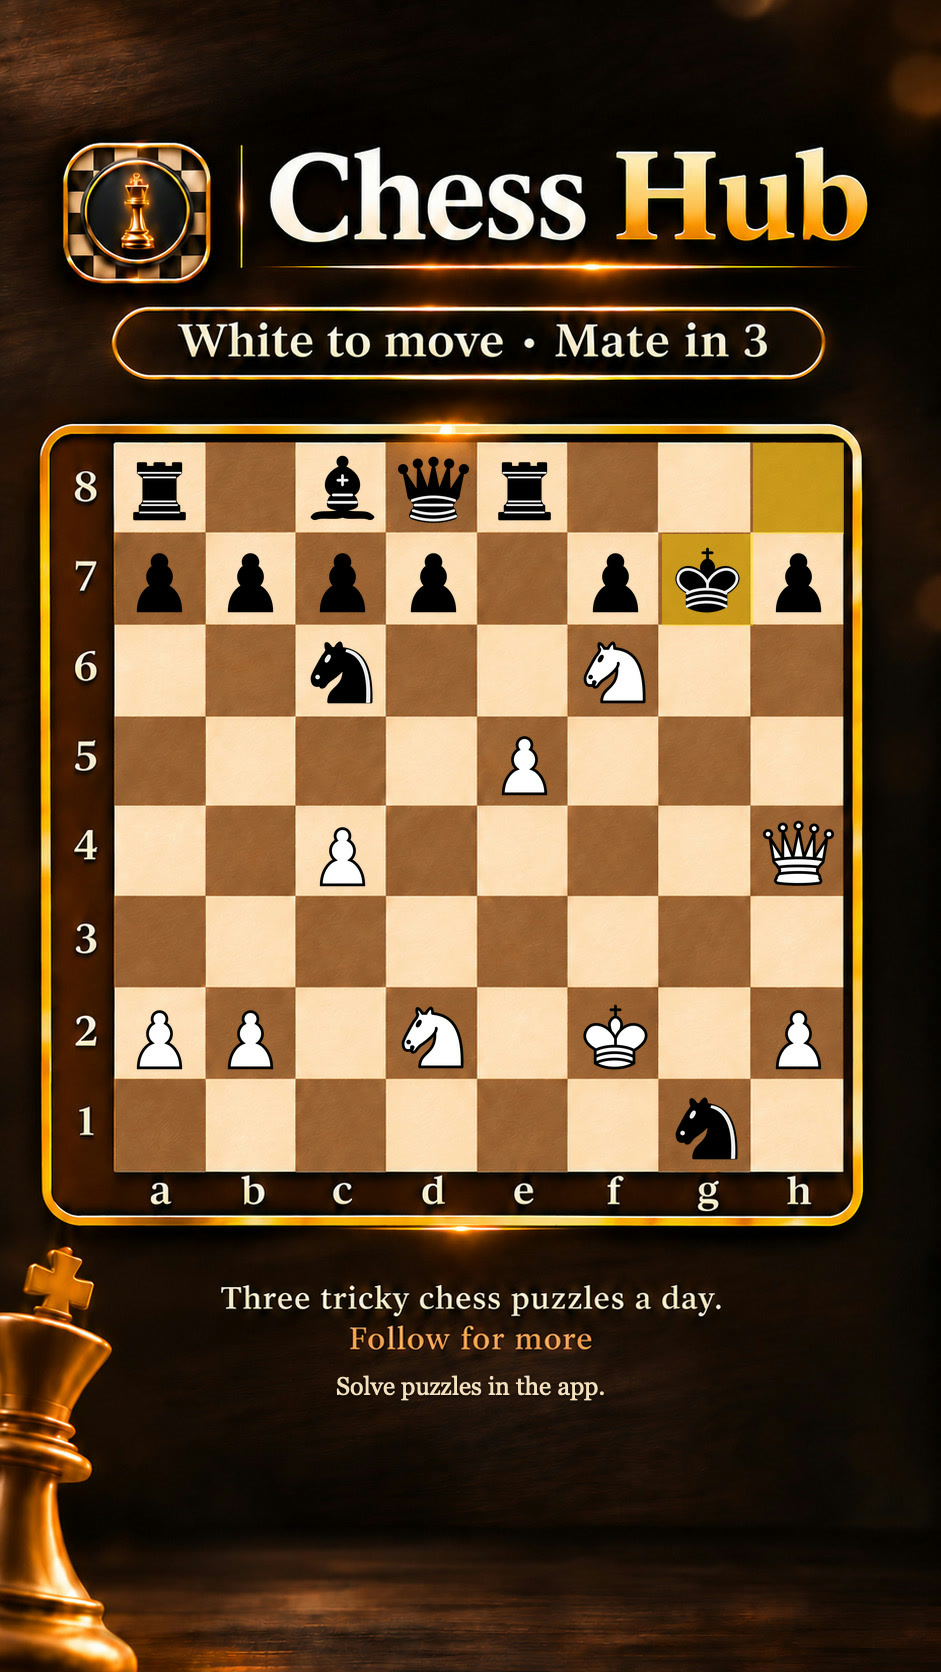 Chess Hub
White to move • Mate in 3
8
7
6
5
4
3
2
1
a b c d e f g h
Three tricky chess puzzles a day.
Follow for more
Solve puzzles in the app.